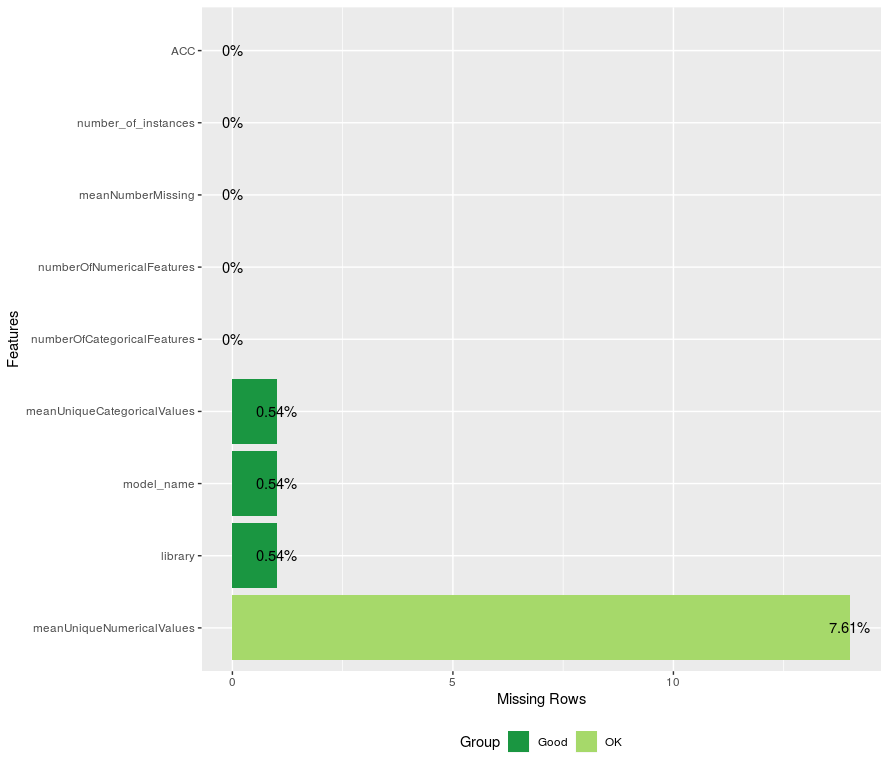 ACC
0%
number_of_instances
0%
meanNumberMissing
0%
numberOfNumericalFeatures
0%
numberOfCategoricalFeatures
0%
meanUniqueCategoricalValues
0.54%
model_name
0.54%
library
0.54%
meanUniqueNumericalValues
7.61%
Features
0 5 10
Missing Rows
Group Good OK